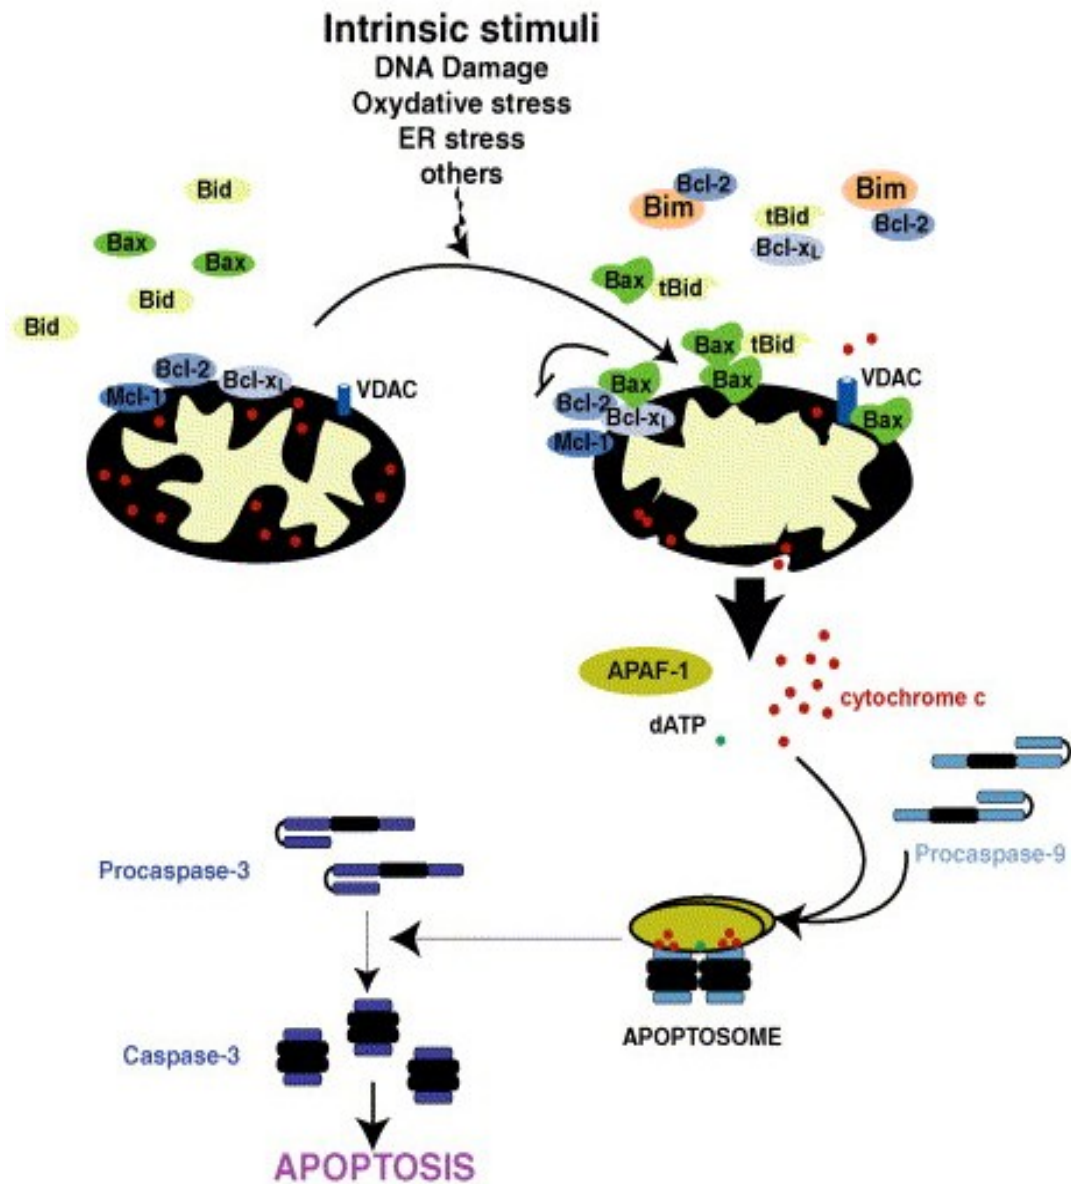 Intrinsic stimuli
DNA Damage
Oxydative stress
ER stress
others
Bid
Bax
Bax
Bid
Bid
Bcl-2
Mcl-1
Bcl-xL
VDAC
Bcl-2
Bim
Bim
Bcl-2
tBid
Bcl-xL
Bax
tBid
Bax
tBid
Bax
Bax
Bcl-2
Bcl-xL
Mcl-1
VDAC
Bax
APAF-1
cytochrome c
dATP
Procaspase-9
Procaspase-3
APOPTOSOME
Caspase-3
APOPTOSIS